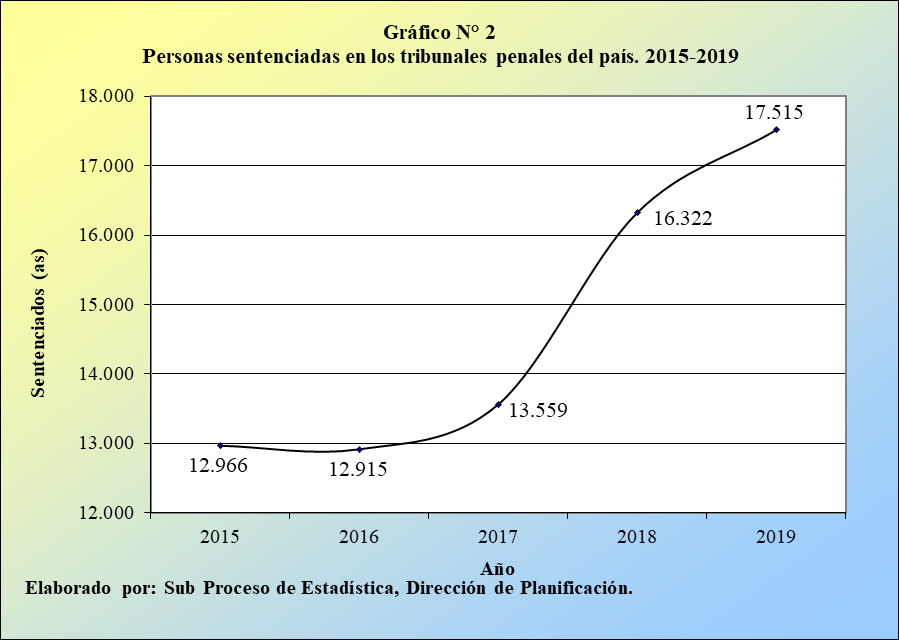 Gráfico N° 2
Personas sentenciadas en los tribunales penales del país. 2015-2019
18.000
17.515
17.000
16.322
16.000
15.000
14.000
13.559
13.000
12.966
12.915
12.000
Sentenciados (as)
2015 2016 2017 2018 2019
Año
Elaborado por: Sub Proceso de Estadística, Dirección de Planificación.